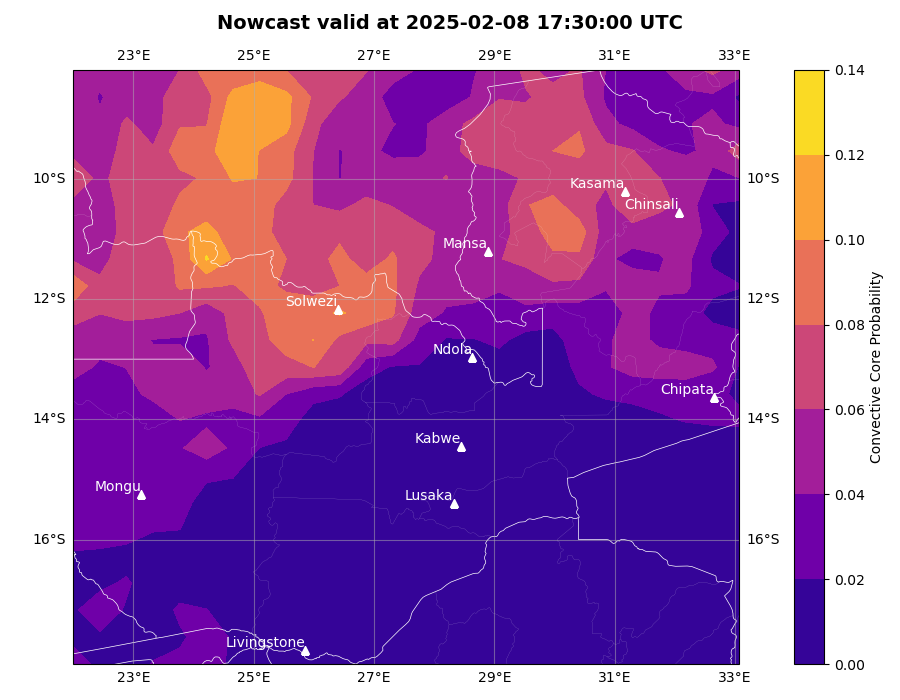 Nowcast valid at 2025-02-08 17:30:00 UTC
23°E 25°E 27°E 29°E 31°E 33°E
0.14
0.12
10°S 10°S
Kasama
Chinsali
0.10
Mansa
12°S 12°S
Solwezi
0.08
Ndola
Chipata
14°S 14°S
0.06
Kabwe
Mongu
Lusaka
0.04
16°S 16°S
0.02
Livingstone
0.00
23°E 25°E 27°E 29°E 31°E 33°E
Convective Core Probability